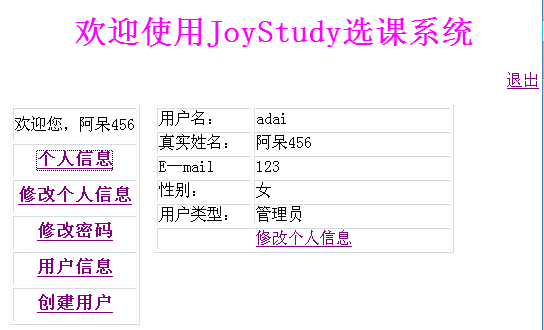 欢迎使用JoyStudy选课系统
退出
欢迎您，阿呆456
个人信息
修改个人信息
修改密码
用户信息
创建用户
用户名： adai
真实姓名： 阿呆456
E—mail 123
性别： 女
用户类型： 管理员
修改个人信息